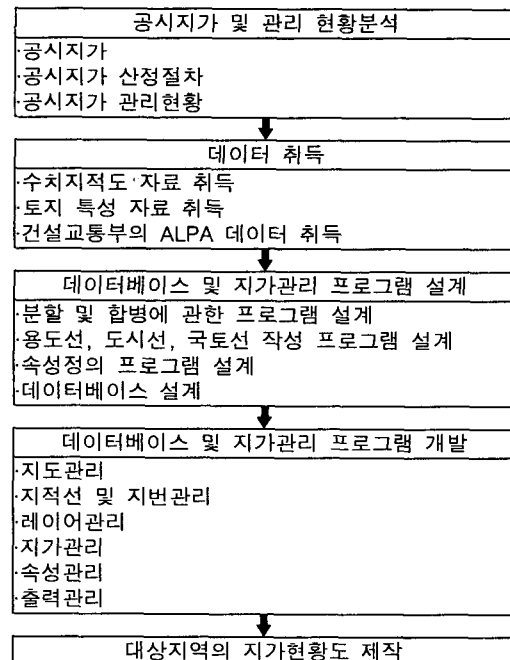 공시지가 및 관리 현황분석
·공시지가
·공시지가 산정절차
·공시지가 관리현황
데이터 취득
·수치지적도 자료 취득
·토지 특성 자료 취득
·건설교통부의 ALPA 데이터 취득
데이터베이스 및 지가관리 프로그램 설계
·분할 및 합병에 관한 프로그램 설계
·용도선, 도시선, 국토선 작성 프로그램 설계
·속성정의 프로그램 설계
·데이터베이스 설계
데이터베이스 및 지가관리 프로그램 개발
·지도관리
·지적선 및 지번관리
·레이어관리
·지가관리
·속성관리
·출력관리
대상지역의 지가현황도 제작